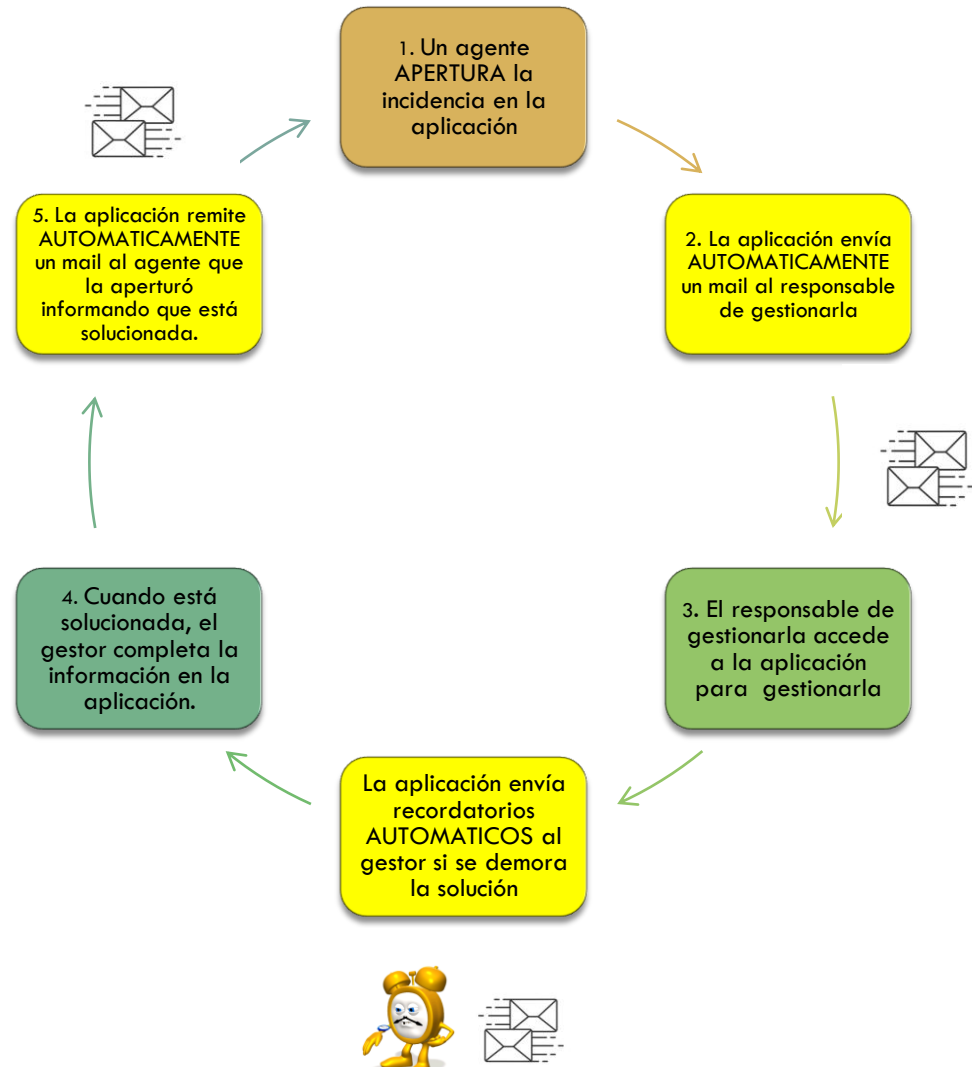 1. Un agente
APERTURA la
incidencia en la
aplicación
2. La aplicación envía
AUTOMATICAMENTE
un mail al responsable
de gestionarla
3. El responsable de
gestionarla accede
a la aplicación
para  gestionarla
La aplicación envía
recordatorios
AUTOMATICOS al
gestor si se demora
la solución
4. Cuando está
solucionada, el
gestor completa la
información en la
aplicación.
5. La aplicación remite
AUTOMATICAMENTE
un mail al agente que
la aperturó
informando que está
solucionada.